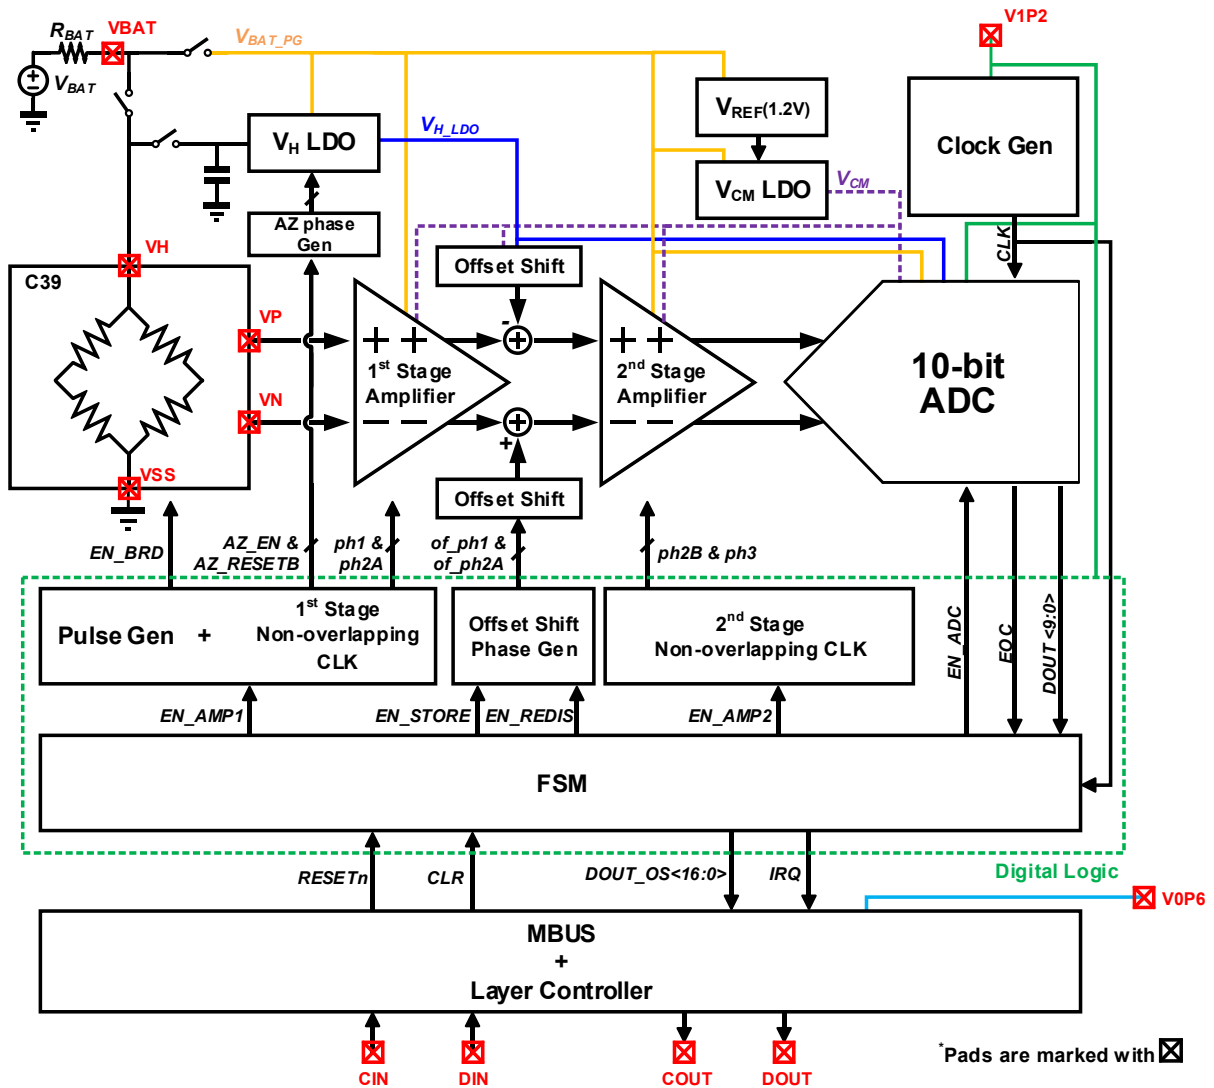 V1P2
RBAT
VBAT
VBAT_PG
VBAT
VREF(1.2V)
VH LDO
VH_LDO
Clock Gen
VCM LDO
VCM
AZ phase
Gen
CLK
VH
Offset Shift
C39
VP
-
1st Stage
Amplifier
2nd Stage
Amplifier
10-bit
ADC
VN
+
VSS
Offset Shift
EN_BRD
AZ_EN &
AZ_RESETB
ph1 &
ph2A
of_ph1 &
of_ph2A
ph2B & ph3
EN_ADC
EOC
DOUT <9:0>
Pulse Gen +
1st Stage
Non-overlapping
CLK
Offset Shift
Phase Gen
2nd Stage
Non-overlapping CLK
EN_AMP1
EN_STORE
EN_REDIS
EN_AMP2
FSM
RESETn
CLR
DOUT_OS<16:0>
IRQ
Digital Logic
V0P6
MBUS
+
Layer Controller
CIN
DIN
COUT
DOUT
*Pads are marked with